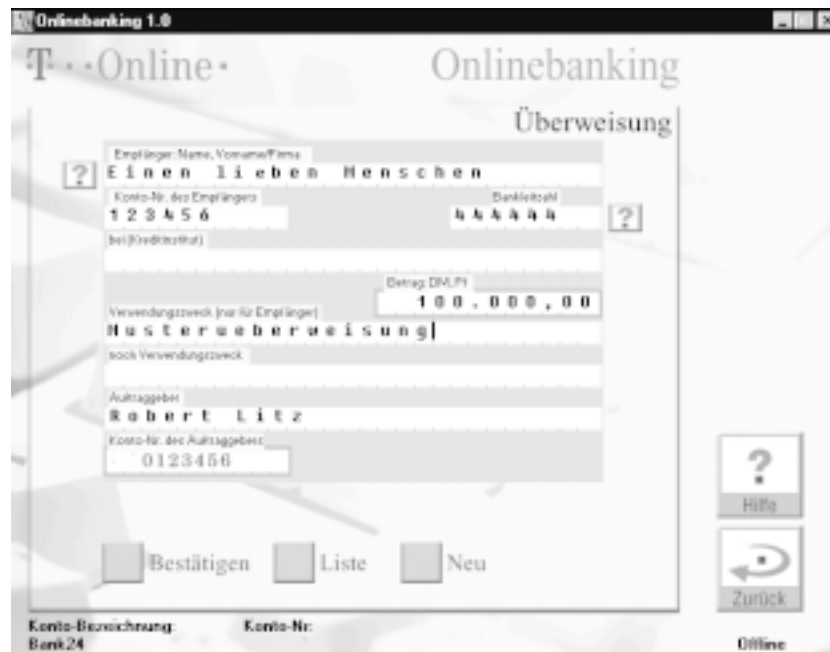 Onlinebanking 1.0
T···Online· Onlinebanking
Überweisung
Empfänger: Name, Vorname/Firma
? Einen lieben Menschen
Konto-Nr. des Empfängers Bankleitzahl
123456 444444 ?
bei (Kreditinstitut)
Betrag: DM, Pf
100.000,00
Verwendungszweck (nur für Empfänger)
Musterueberweisung
noch Verwendungszweck
Auftraggeber
Robert Litz
Konto-Nr. des Auftraggebers
0123456
?
Hilfe
Bestätigen Liste Neu
Zurück
Konto-Bezeichnung: Konto-Nr:
Bank24 Offline